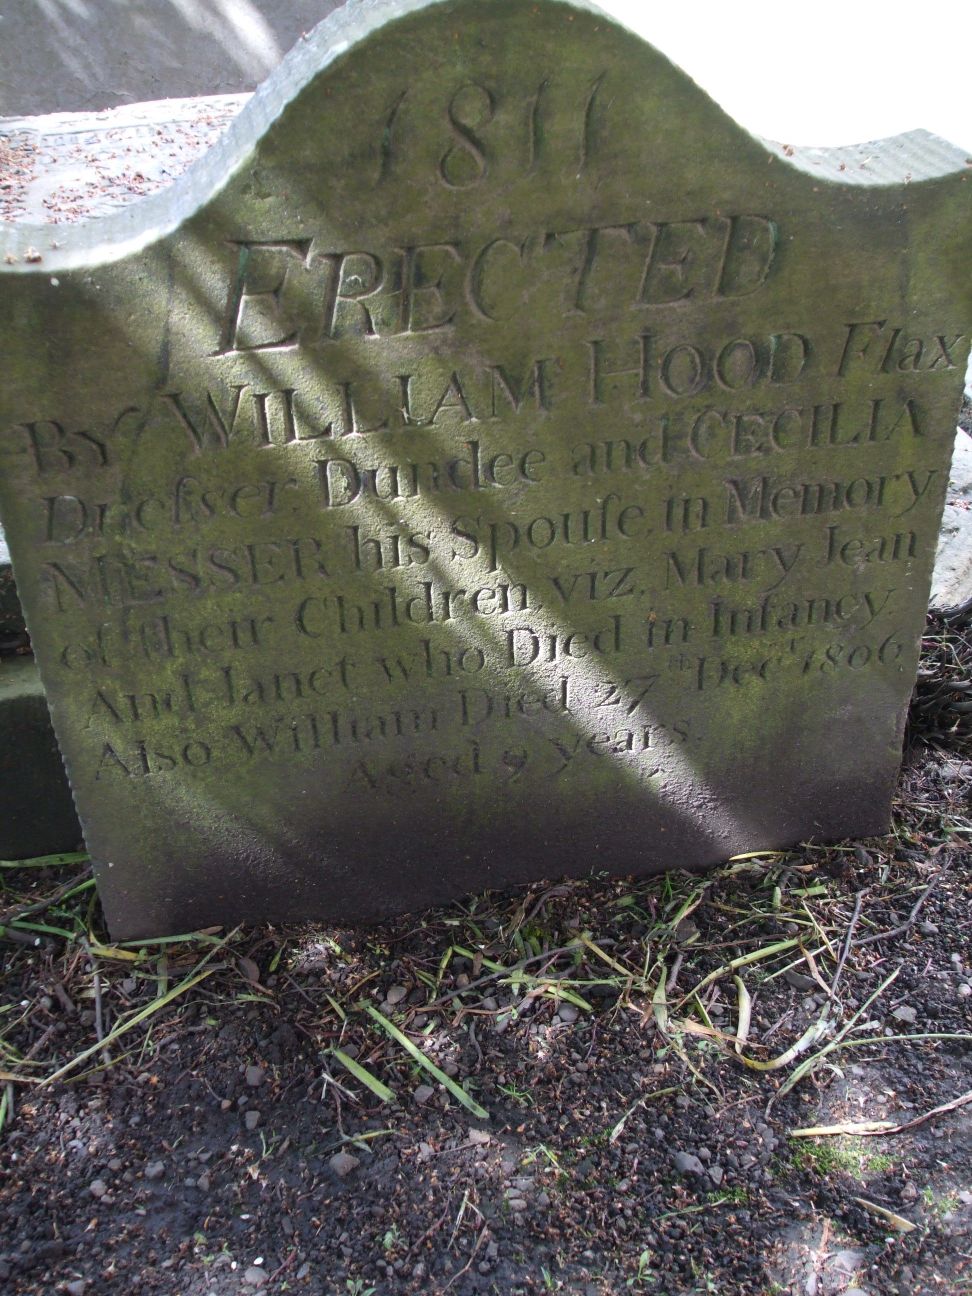 1811
ERECTED
By WILLIAM HOOD Flax
Dreſser, Dundee and CECILIA
MESSER his Spouſe, in Memory
of their Children, viz. Mary Jean
And Janet who Died in Infancy
Also William Died 27th Decr 1806,
Aged 9 years.